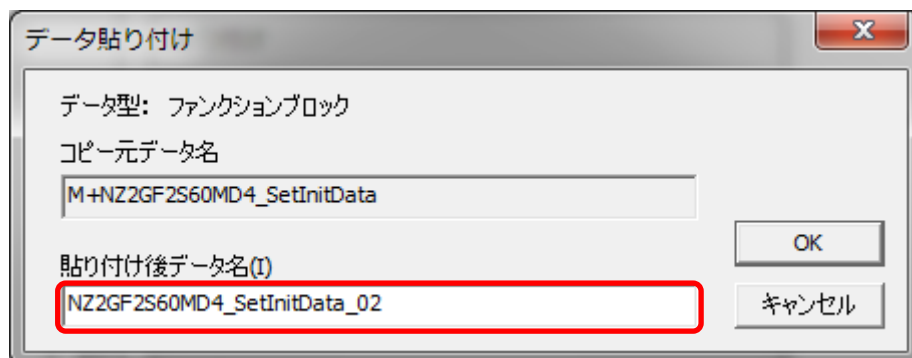 データ貼り付け
データ型: ファンクションブロック
コピー元データ名
M+NZ2GF2S60MD4_SetInitData
OK
貼り付け後データ名(I)
NZ2GF2S60MD4_SetInitData_02
キャンセル